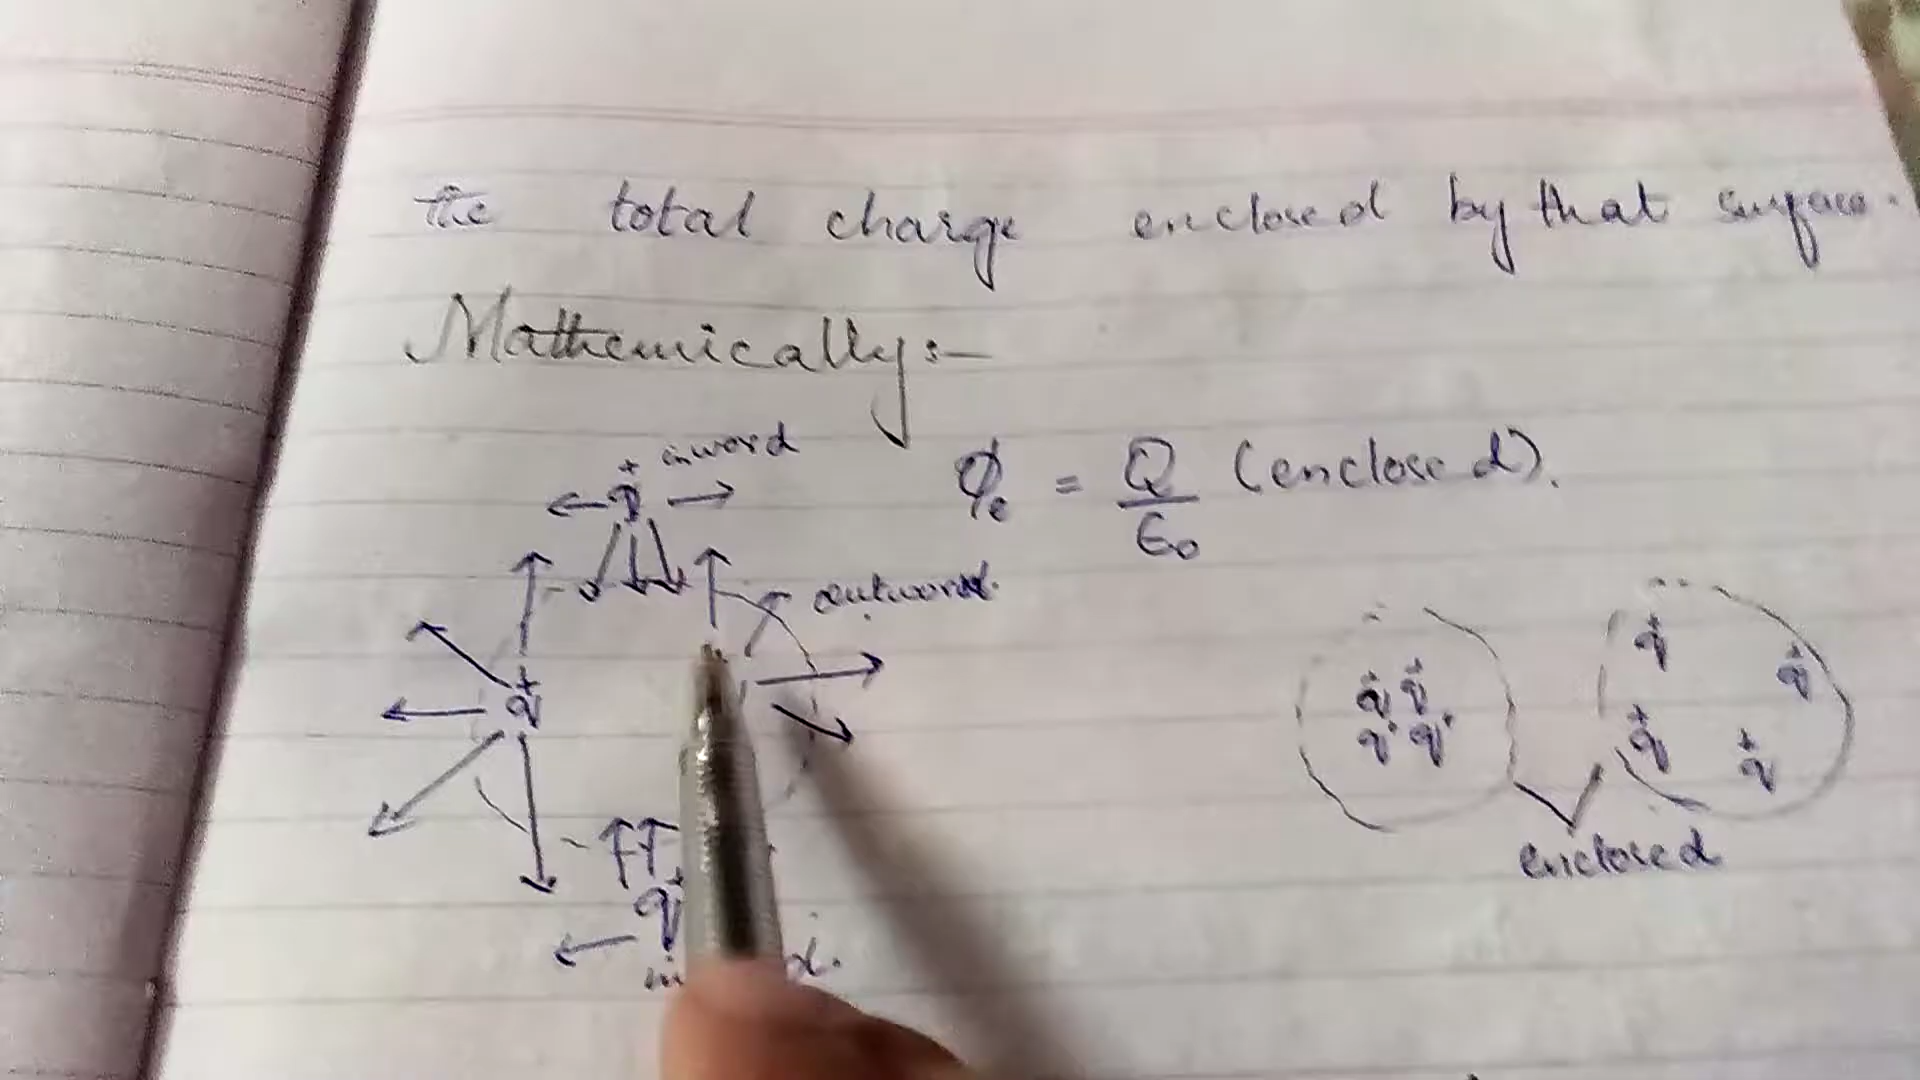 the total charge enclosed by that surface.
Mathemically:-
inword
+
q
Φe = Q/ϵ₀ (enclosed).
outword.
+
q
+
q
+
q
+
q
+
q
+
q
+
q
+
q
+
q
enclosed
+
q